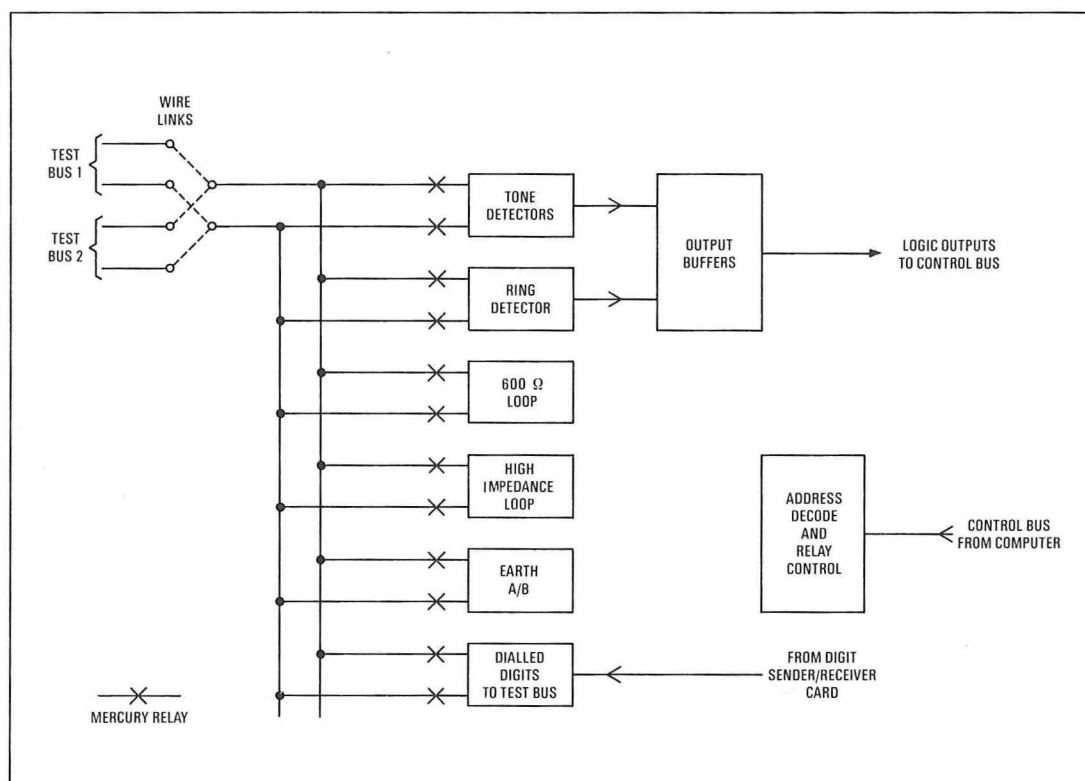 WIRE
LINKS
TEST
BUS 1
TEST
BUS 2
TONE
DETECTORS
OUTPUT
BUFFERS
LOGIC OUTPUTS
TO CONTROL BUS
RING
DETECTOR
600 Ω
LOOP
HIGH
IMPEDANCE
LOOP
ADDRESS
DECODE
AND
RELAY
CONTROL
CONTROL BUS
FROM COMPUTER
EARTH
A/B
DIALLED
DIGITS
TO TEST BUS
FROM DIGIT
SENDER/RECEIVER
CARD
MERCURY RELAY